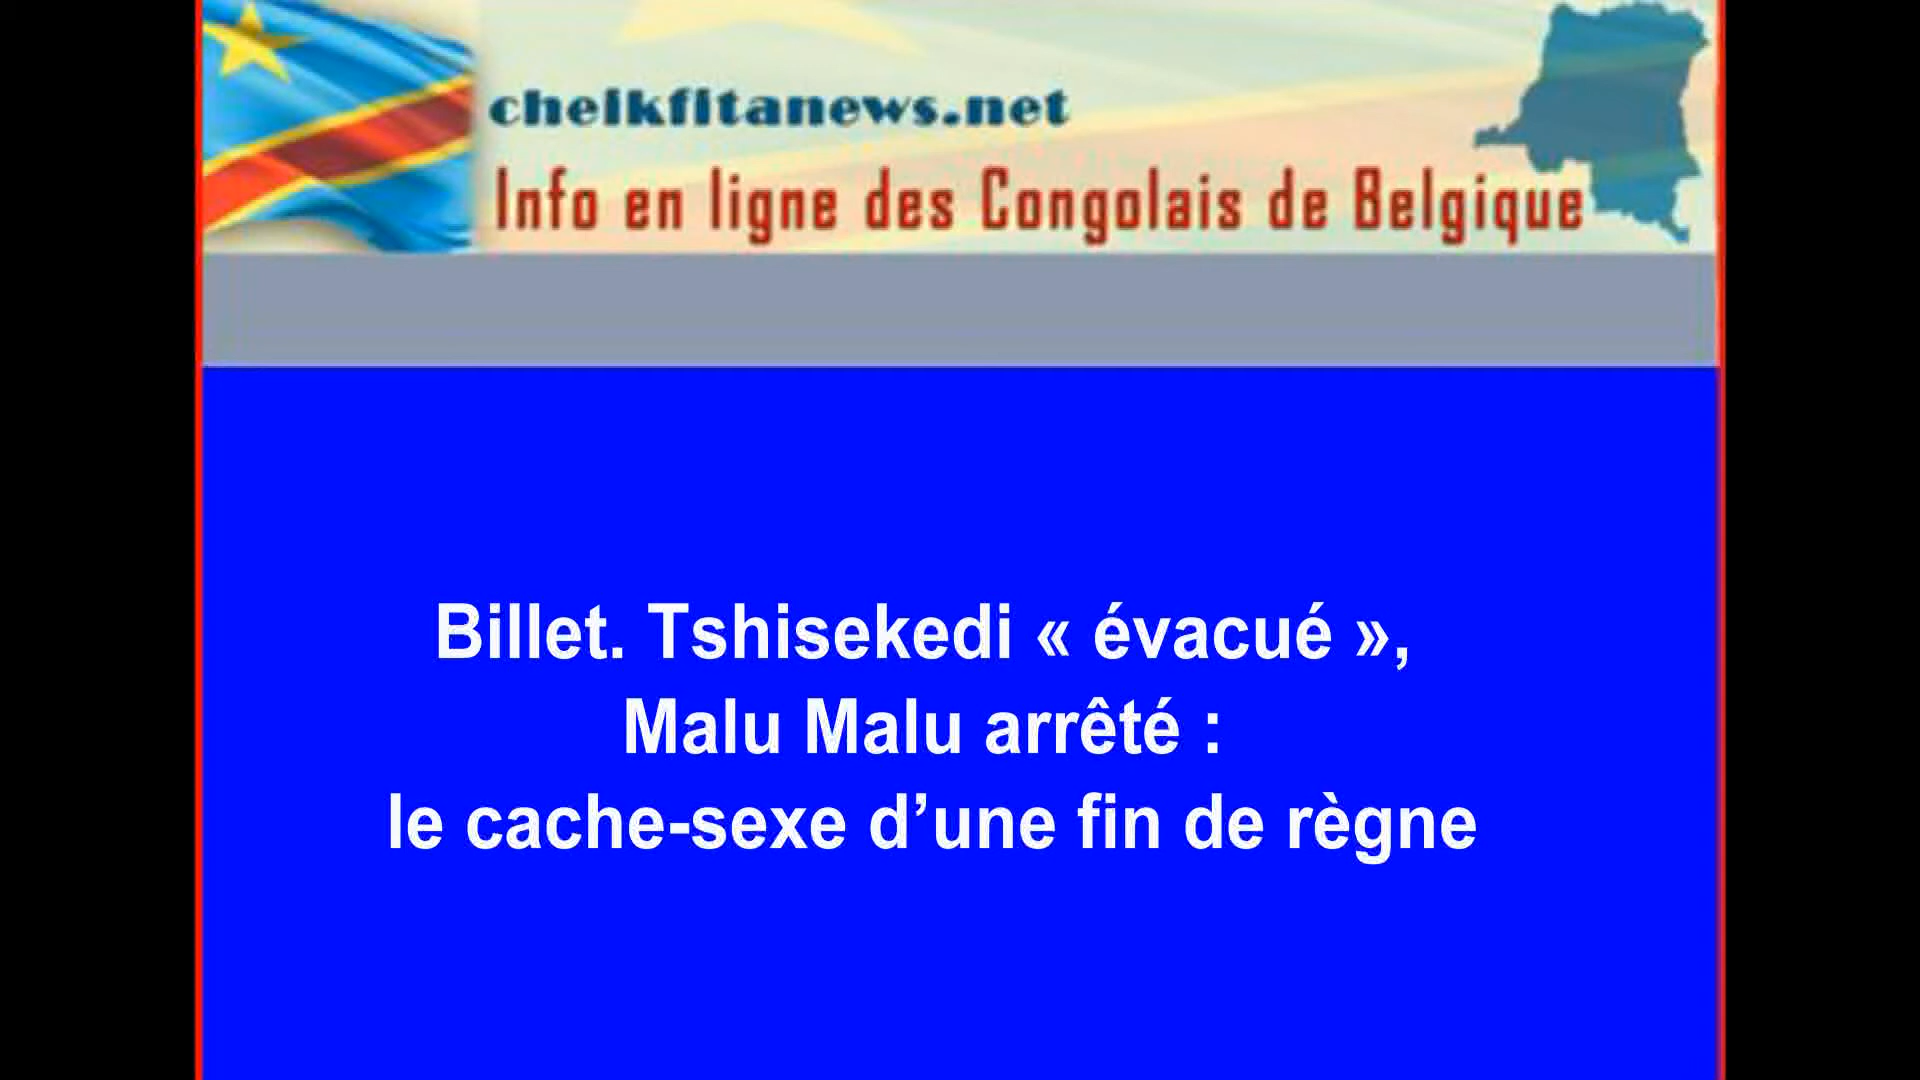 cheikfitanews.net
Info en ligne des Congolais de Belgique
Billet. Tshisekedi « évacué »,
Malu Malu arrêté :
le cache-sexe d’une fin de règne